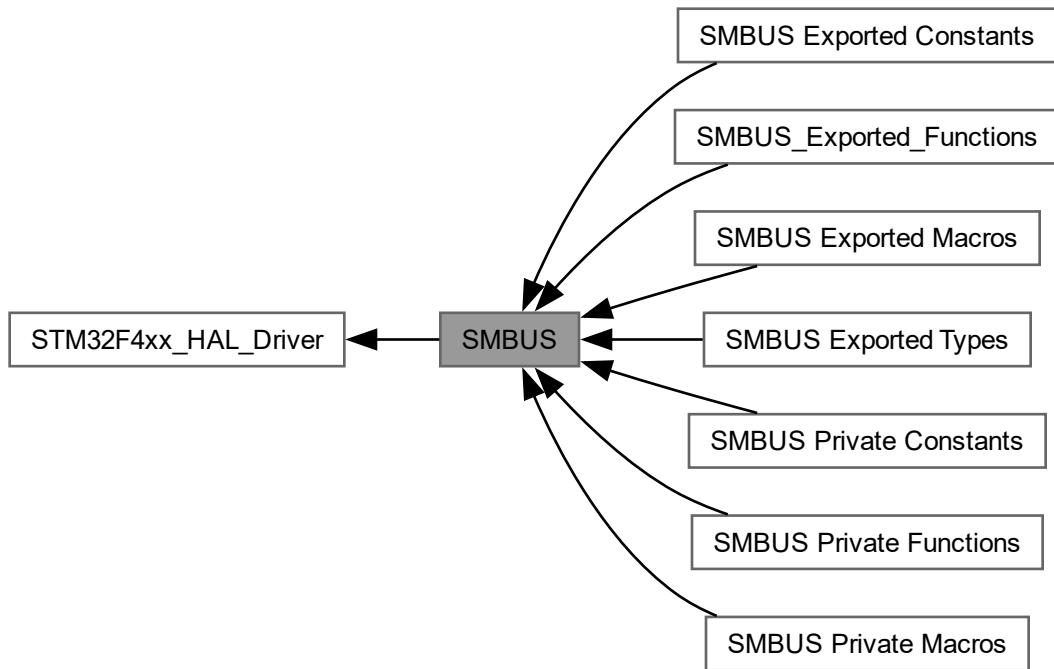 SMBUS Exported Constants
SMBUS_Exported_Functions
SMBUS Exported Macros
STM32F4xx_HAL_Driver
SMBUS
SMBUS Exported Types
SMBUS Private Constants
SMBUS Private Functions
SMBUS Private Macros